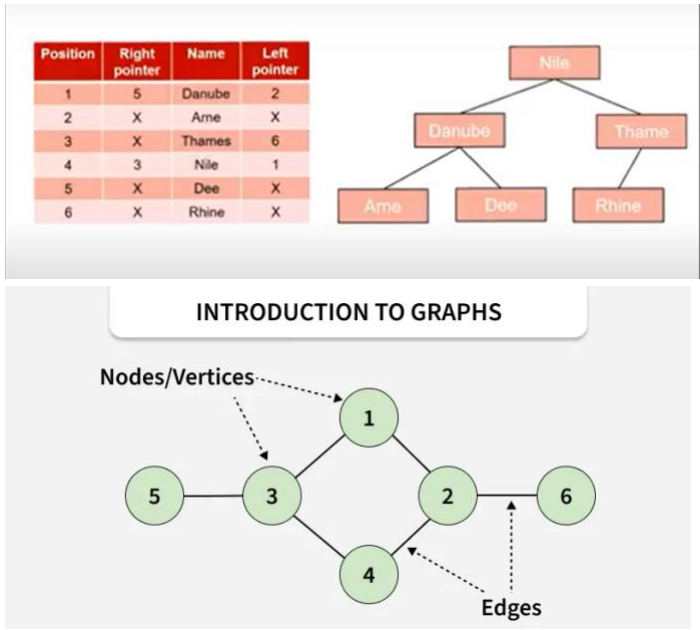 Position Right pointer Name Left pointer
1 5 Danube 2
2 X Arne X
3 X Thames 6
4 3 Nile 1
5 X Dee X
6 X Rhine X
Nile
Danube Thame
Arne Dee Rhine
INTRODUCTION TO GRAPHS
Nodes/Vertices
1
5 3 2 6
4
Edges